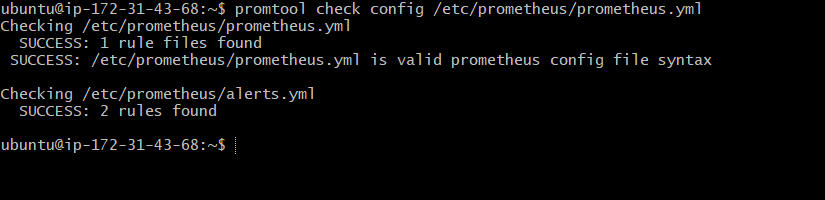 ubuntu@ip-172-31-43-68:~$ promtool check config /etc/prometheus/prometheus.yml
Checking /etc/prometheus/prometheus.yml
  SUCCESS: 1 rule files found
 SUCCESS: /etc/prometheus/prometheus.yml is valid prometheus config file syntax

Checking /etc/prometheus/alerts.yml
  SUCCESS: 2 rules found

ubuntu@ip-172-31-43-68:~$